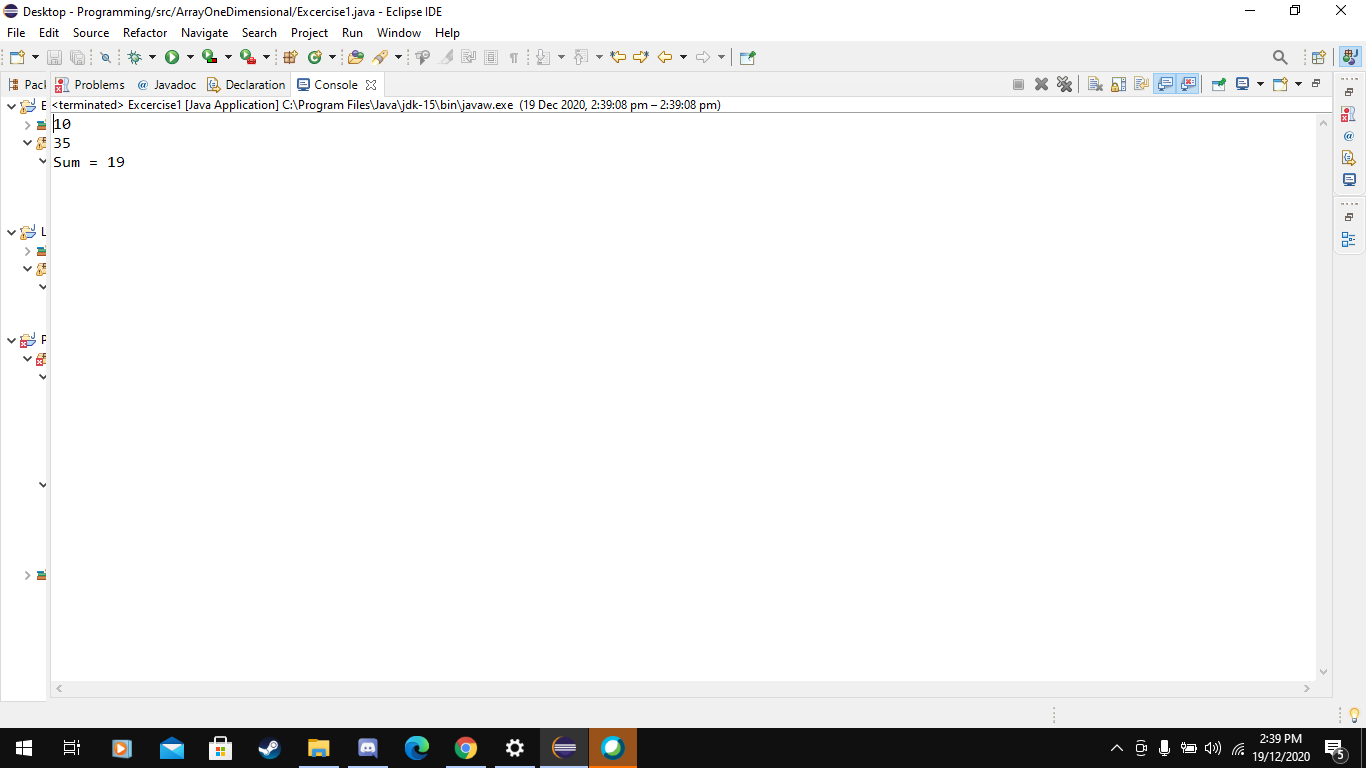 Desktop - Programming/src/ArrayOneDimensional/Excercise1.java - Eclipse IDE
File Edit Source Refactor Navigate Search Project Run Window Help
Pacl Problems @ Javadoc Declaration Console
<terminated> Excercise1 [Java Application] C:\Program Files\Java\jdk-15\bin\javaw.exe (19 Dec 2020, 2:39:08 pm – 2:39:08 pm)
10
35
Sum = 19
2:39 PM
19/12/2020
5